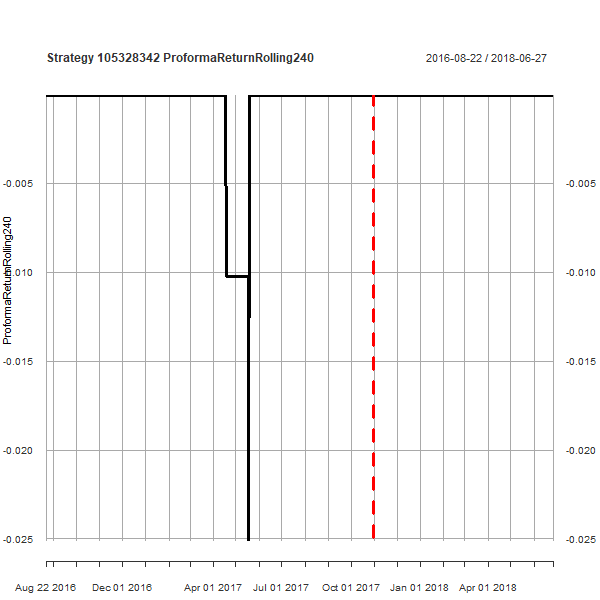 Strategy 105328342 ProformaReturnRolling240
2016-08-22 / 2018-06-27
ProformaReturnRolling240
-0.005 -0.005
-0.010 -0.010
-0.015 -0.015
-0.020 -0.020
-0.025 -0.025
Aug 22 2016 Dec 01 2016 Apr 01 2017 Jul 01 2017 Oct 01 2017 Jan 01 2018 Apr 01 2018